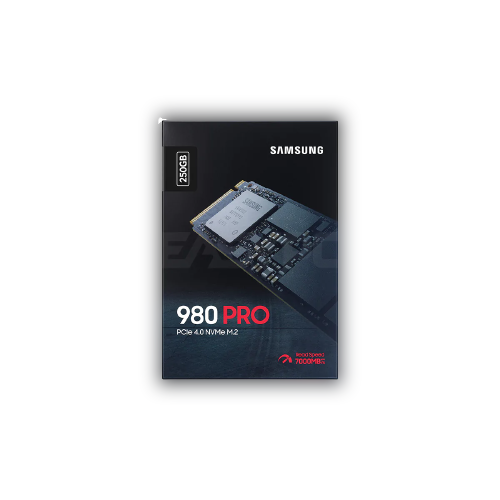 SAMSUNG
250GB
980 PRO
PCIe 4.0 NVMe M.2
Read Speed
7000MB/s